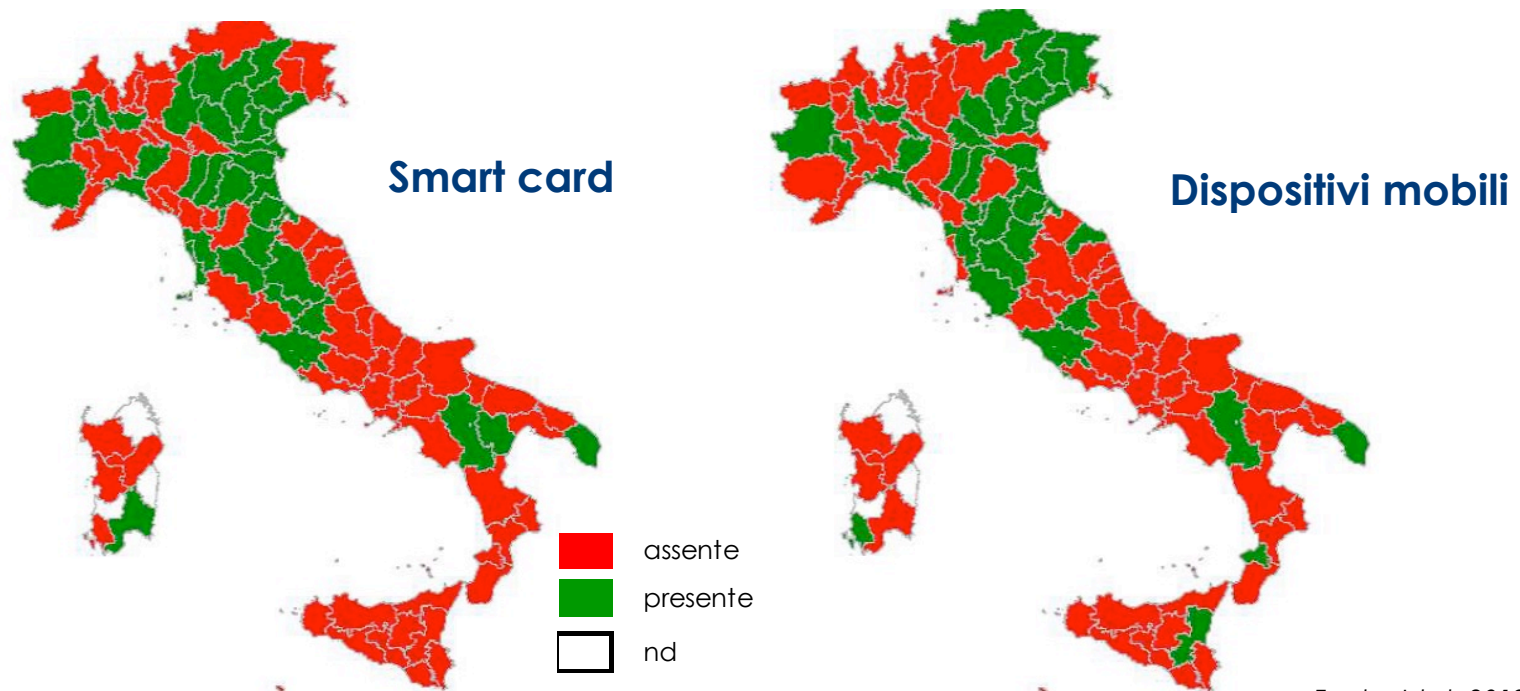 Smart card
Dispositivi mobili
assente
presente
nd